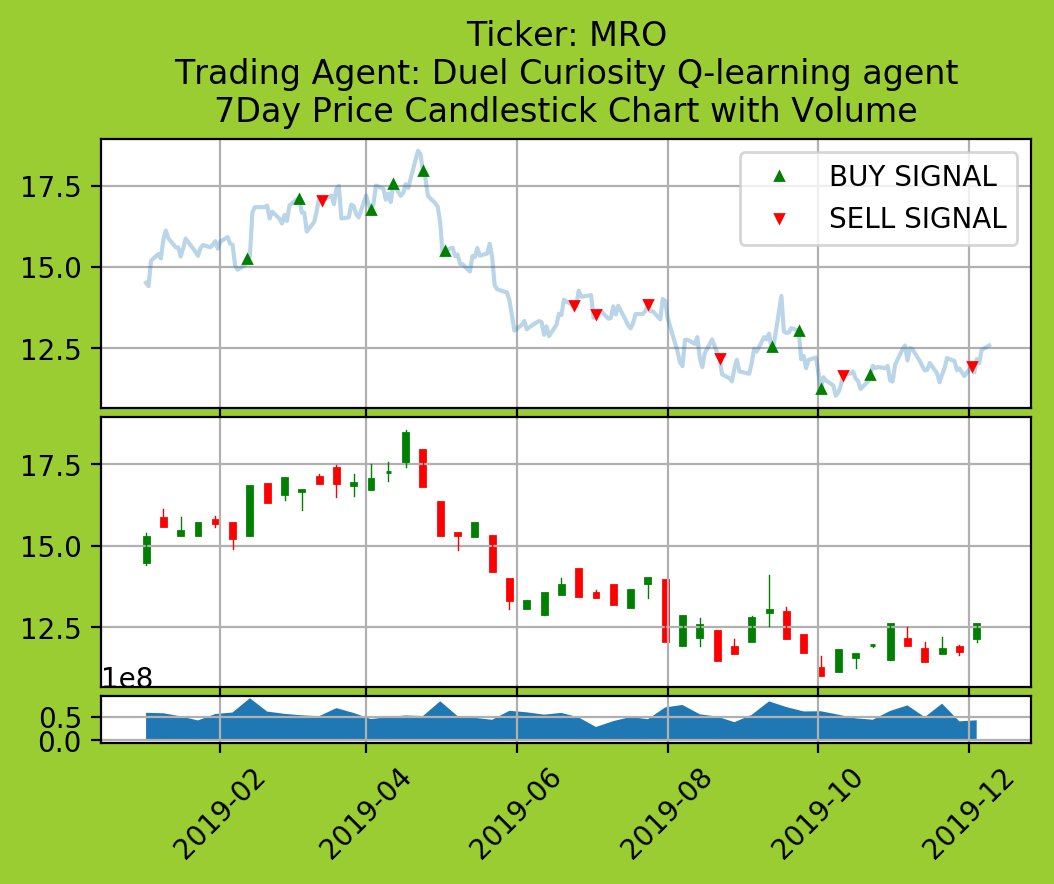 Ticker: MRO
Trading Agent: Duel Curiosity Q-learning agent
7Day Price Candlestick Chart with Volume
BUY SIGNAL
SELL SIGNAL
17.5
15.0
12.5
17.5
15.0
12.5
1e8
0.5
0.0
2019-02
2019-04
2019-06
2019-08
2019-10
2019-12